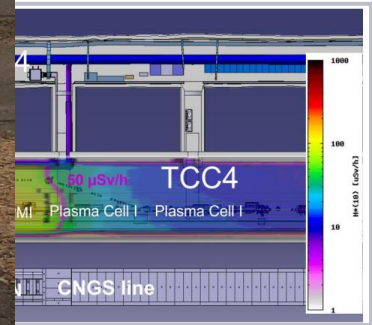 4
1000
100
10
1
H*(10) [uSv/h]
50 µSv/h
TCC4
MI Plasma Cell I Plasma Cell I
CNGS line